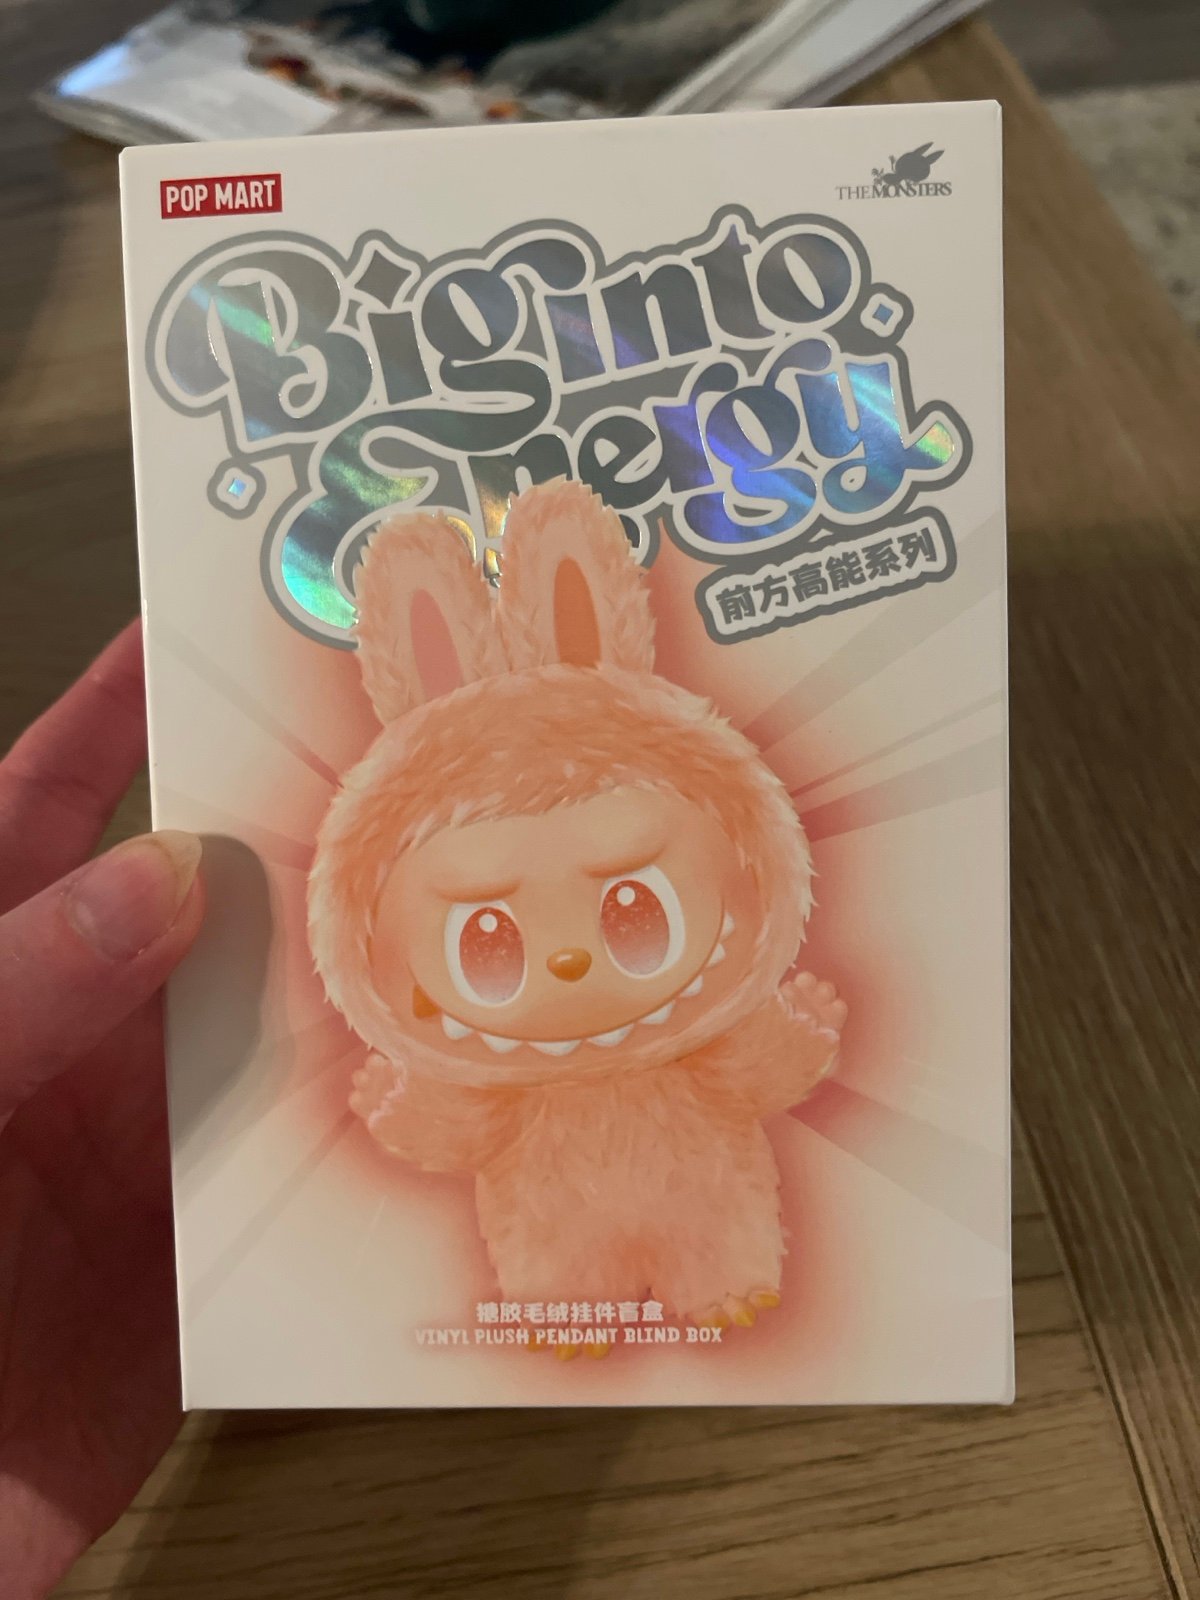 POP MART
THE MONSTERS
Big into
Energy
前方高能系列
搪胶毛绒挂件盲盒
VINYL PLUSH PENDANT BLIND BOX